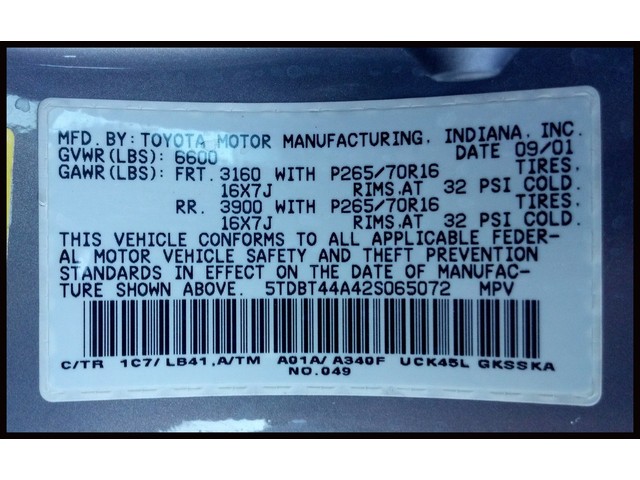 MFD. BY: TOYOTA MOTOR MANUFACTURING, INDIANA, INC.
GVWR(LBS): 6600 DATE 09/01
GAWR(LBS): FRT. 3160 WITH P265/70R16 TIRES,
16X7J RIMS,AT 32 PSI COLD.
RR. 3900 WITH P265/70R16 TIRES,
16X7J RIMS,AT 32 PSI COLD.
THIS VEHICLE CONFORMS TO ALL APPLICABLE FEDER-
AL MOTOR VEHICLE SAFETY AND THEFT PREVENTION
STANDARDS IN EFFECT ON THE DATE OF MANUFAC-
TURE SHOWN ABOVE. 5TDBT44A42S065072 MPV
C/TR 1C7/LB41,A/TM A01A/A340F UCK45L GKSSKA
NO.049